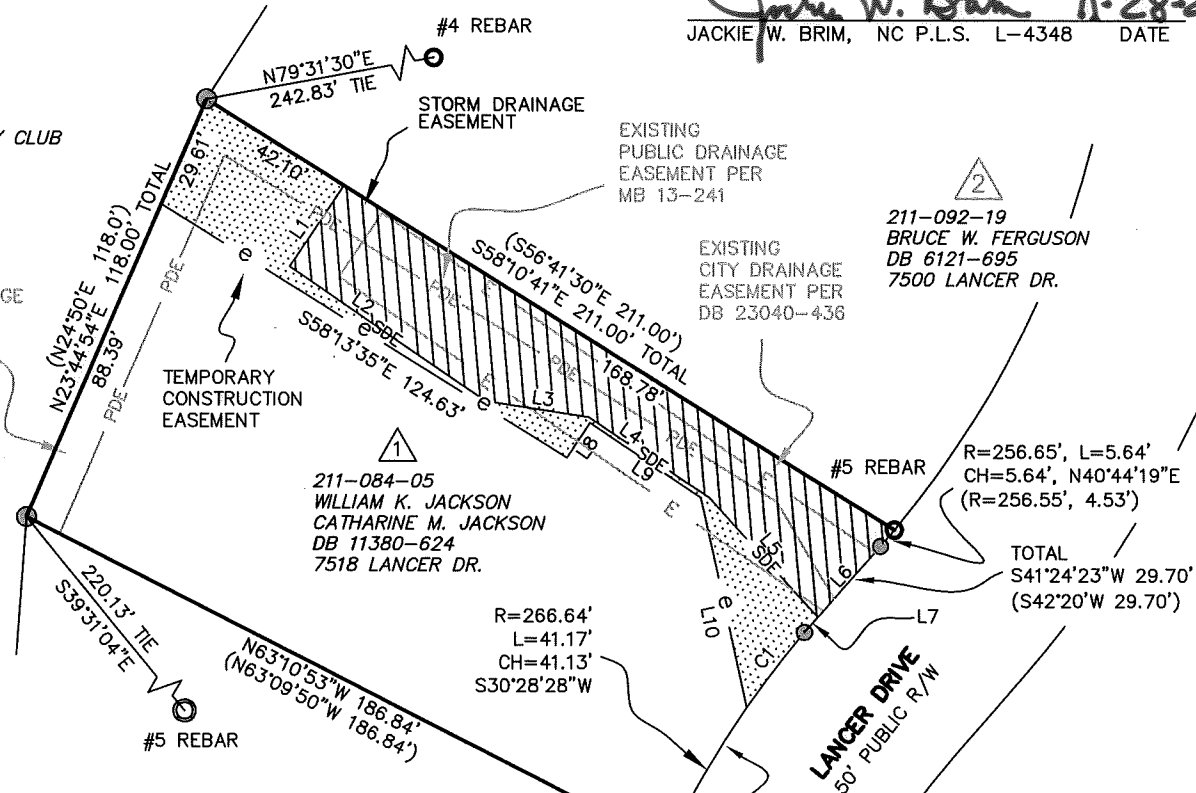 #4 REBAR
JACKIE W. BRIM, NC P.L.S. L-4348 DATE
N79°31'30"E
242.83' TIE
CLUB
STORM DRAINAGE
EASEMENT
EXISTING
PUBLIC DRAINAGE
EASEMENT PER
MB 13-241
2
211-092-19
BRUCE W. FERGUSON
DB 6121-695
7500 LANCER DR.
EXISTING
CITY DRAINAGE
EASEMENT PER
DB 23040-436
29.61'
42.10'
L1
PDE
E
(S56°41'30"E 211.00')
S58°10'41"E 211.00' TOTAL
168.78'
(N24°50'E 118.0')
N23°44'54"E 118.00' TOTAL
88.39'
PDE
PDE
e
L2
SDE
e
S58°13'35"E 124.63'
TEMPORARY
CONSTRUCTION
EASEMENT
PDE
PDE
PDE
E
E
e
L3
L8
L4
SDE
L9
E
#5 REBAR
R=256.65', L=5.64'
CH=5.64', N40°44'19"E
(R=256.55', 4.53')
1
211-084-05
WILLIAM K. JACKSON
CATHARINE M. JACKSON
DB 11380-624
7518 LANCER DR.
L5
SDE
L6
TOTAL
S41°24'23"W 29.70'
(S42°20'W 29.70')
e
L10
L7
C1
220.13' TIE
S39°31'04"E
#5 REBAR
N63°10'53"W 186.84'
(N63°09'50"W 186.84')
R=266.64'
L=41.17'
CH=41.13'
S30°28'28"W
LANCER DRIVE
50' PUBLIC R/W